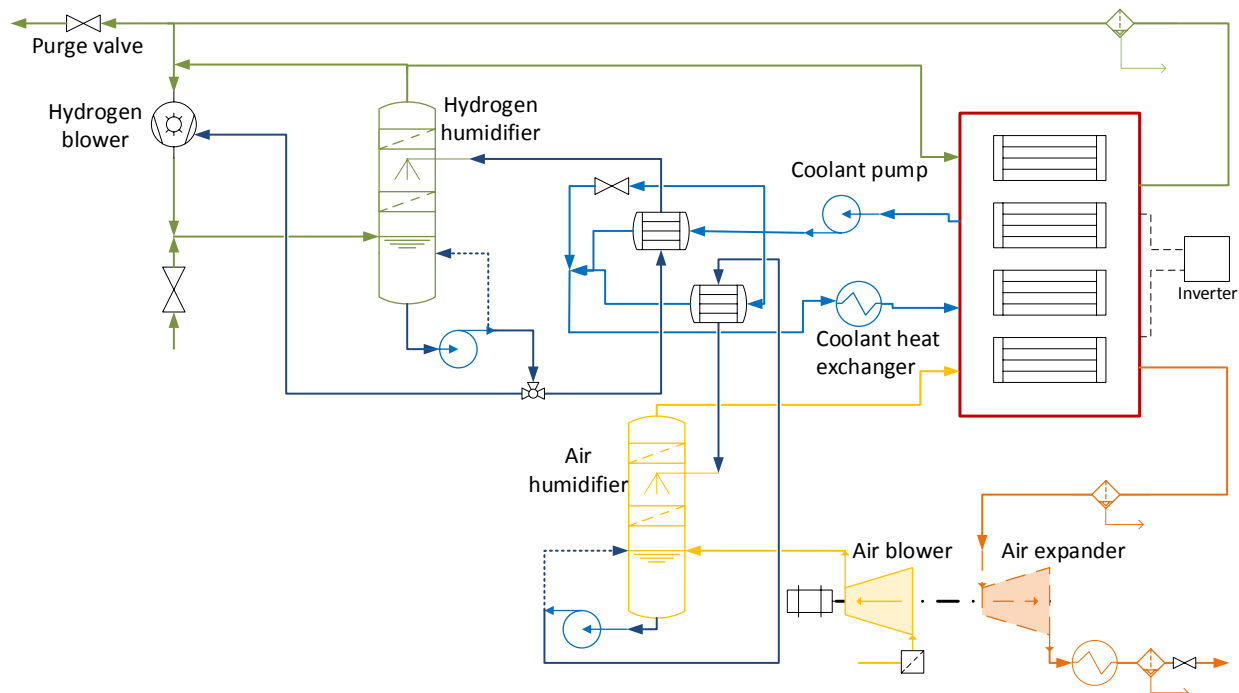 Purge valve
Hydrogen
blower
Hydrogen
humidifier
Coolant pump
Inverter
Coolant heat
exchanger
Air
humidifier
Air blower
Air expander